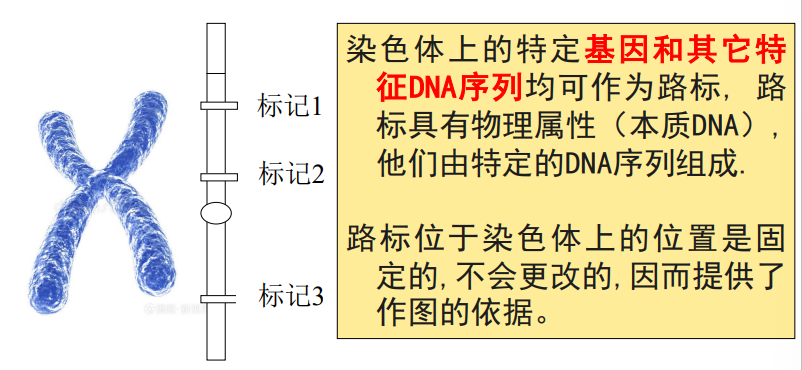 标记1
标记2
标记3
染色体上的特定基因和其它特
征DNA序列均可作为路标, 路
标具有物理属性（本质DNA）,
他们由特定的DNA序列组成.
路标位于染色体上的位置是固
定的,不会更改的,因而提供了
作图的依据。